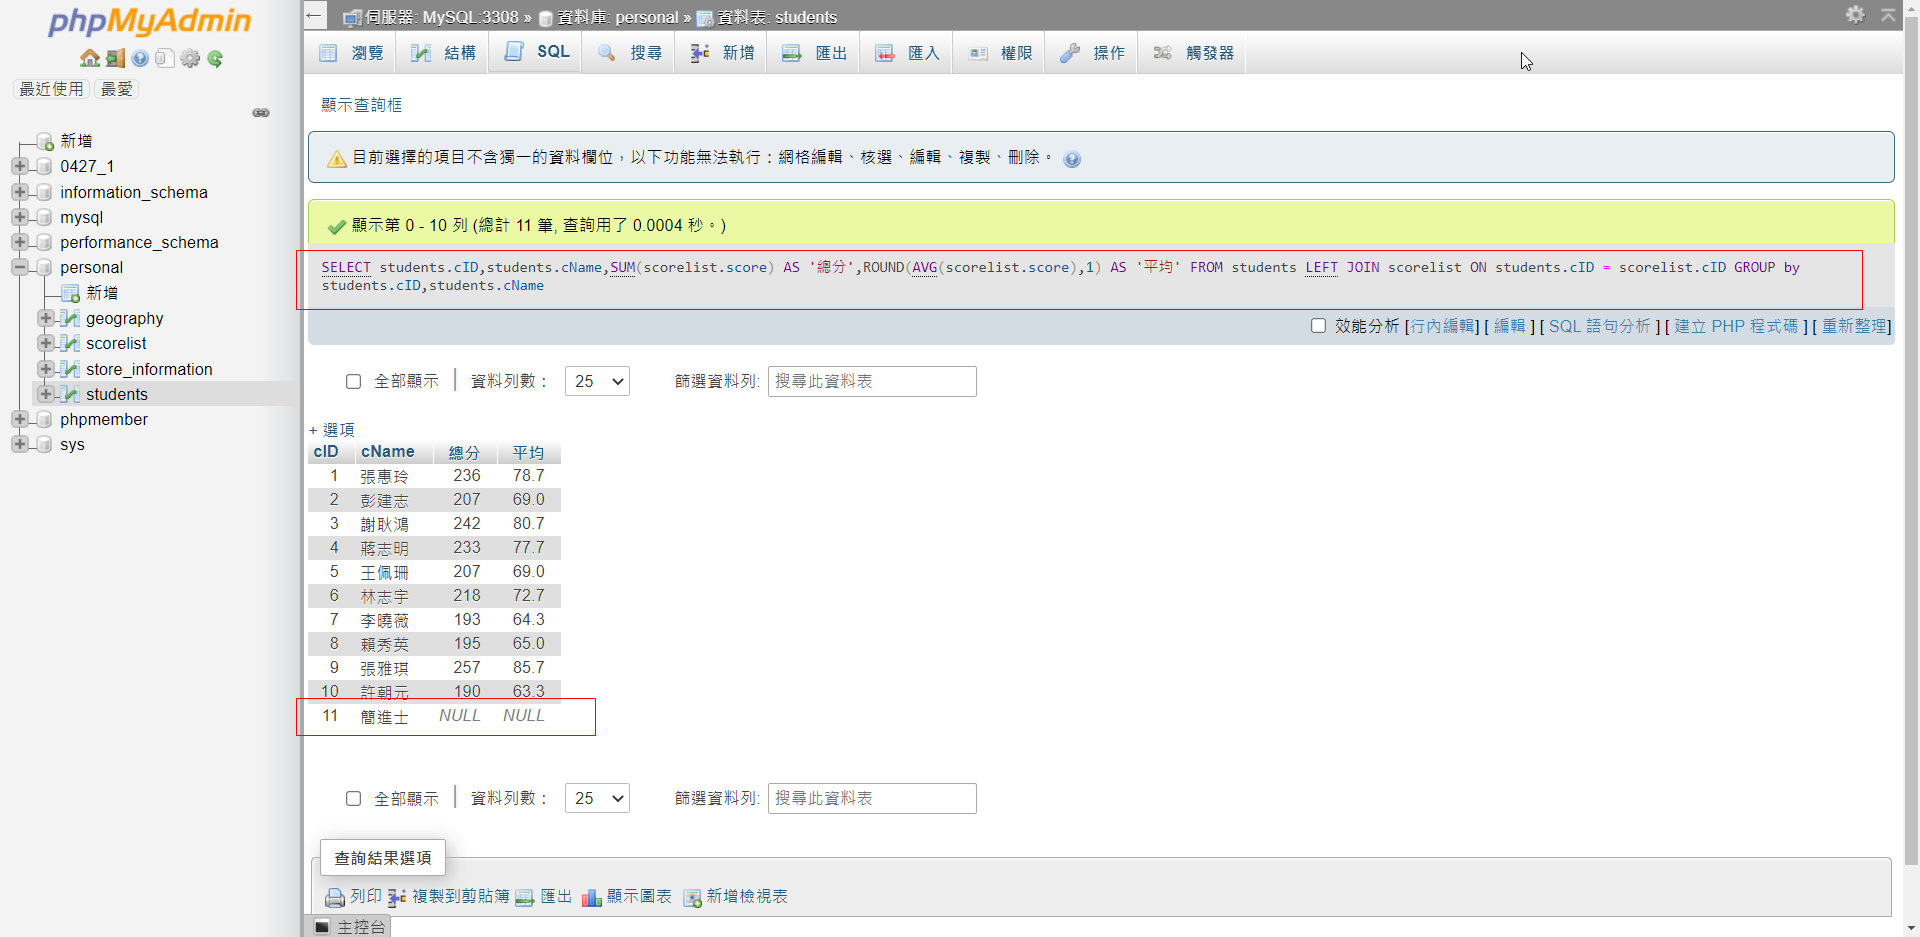 phpMyAdmin
最近使用 最愛
新增
0427_1
information_schema
mysql
performance_schema
personal
新增
geography
scorelist
store_information
students
phpmember
sys
← 伺服器: MySQL:3308 » 資料庫: personal » 資料表: students
瀏覽 結構 SQL 搜尋 新增 匯出 匯入 權限 操作 觸發器
顯示查詢框
目前選擇的項目不含獨一的資料欄位，以下功能無法執行：網格編輯、核選、編輯、複製、刪除。
顯示第 0 - 10 列 (總計 11 筆, 查詢用了 0.0004 秒。)
SELECT students.cID,students.cName,SUM(scorelist.score) AS '總分',ROUND(AVG(scorelist.score),1) AS '平均' FROM students LEFT JOIN scorelist ON students.cID = scorelist.cID GROUP by
students.cID,students.cName
效能分析 [行內編輯] [ 編輯 ] [ SQL 語句分析 ] [ 建立 PHP 程式碼 ] [ 重新整理]
全部顯示 | 資料列數： 25 篩選資料列: 搜尋此資料表
+ 選項
cID cName 總分 平均
1 張惠玲 236 78.7
2 彭建志 207 69.0
3 謝耿鴻 242 80.7
4 蔣志明 233 77.7
5 王佩珊 207 69.0
6 林志宇 218 72.7
7 李曉薇 193 64.3
8 賴秀英 195 65.0
9 張雅琪 257 85.7
10 許朝元 190 63.3
11 簡進士 NULL NULL
全部顯示 | 資料列數： 25 篩選資料列: 搜尋此資料表
查詢結果選項
列印 複製到剪貼簿 匯出 顯示圖表 新增檢視表
主控台